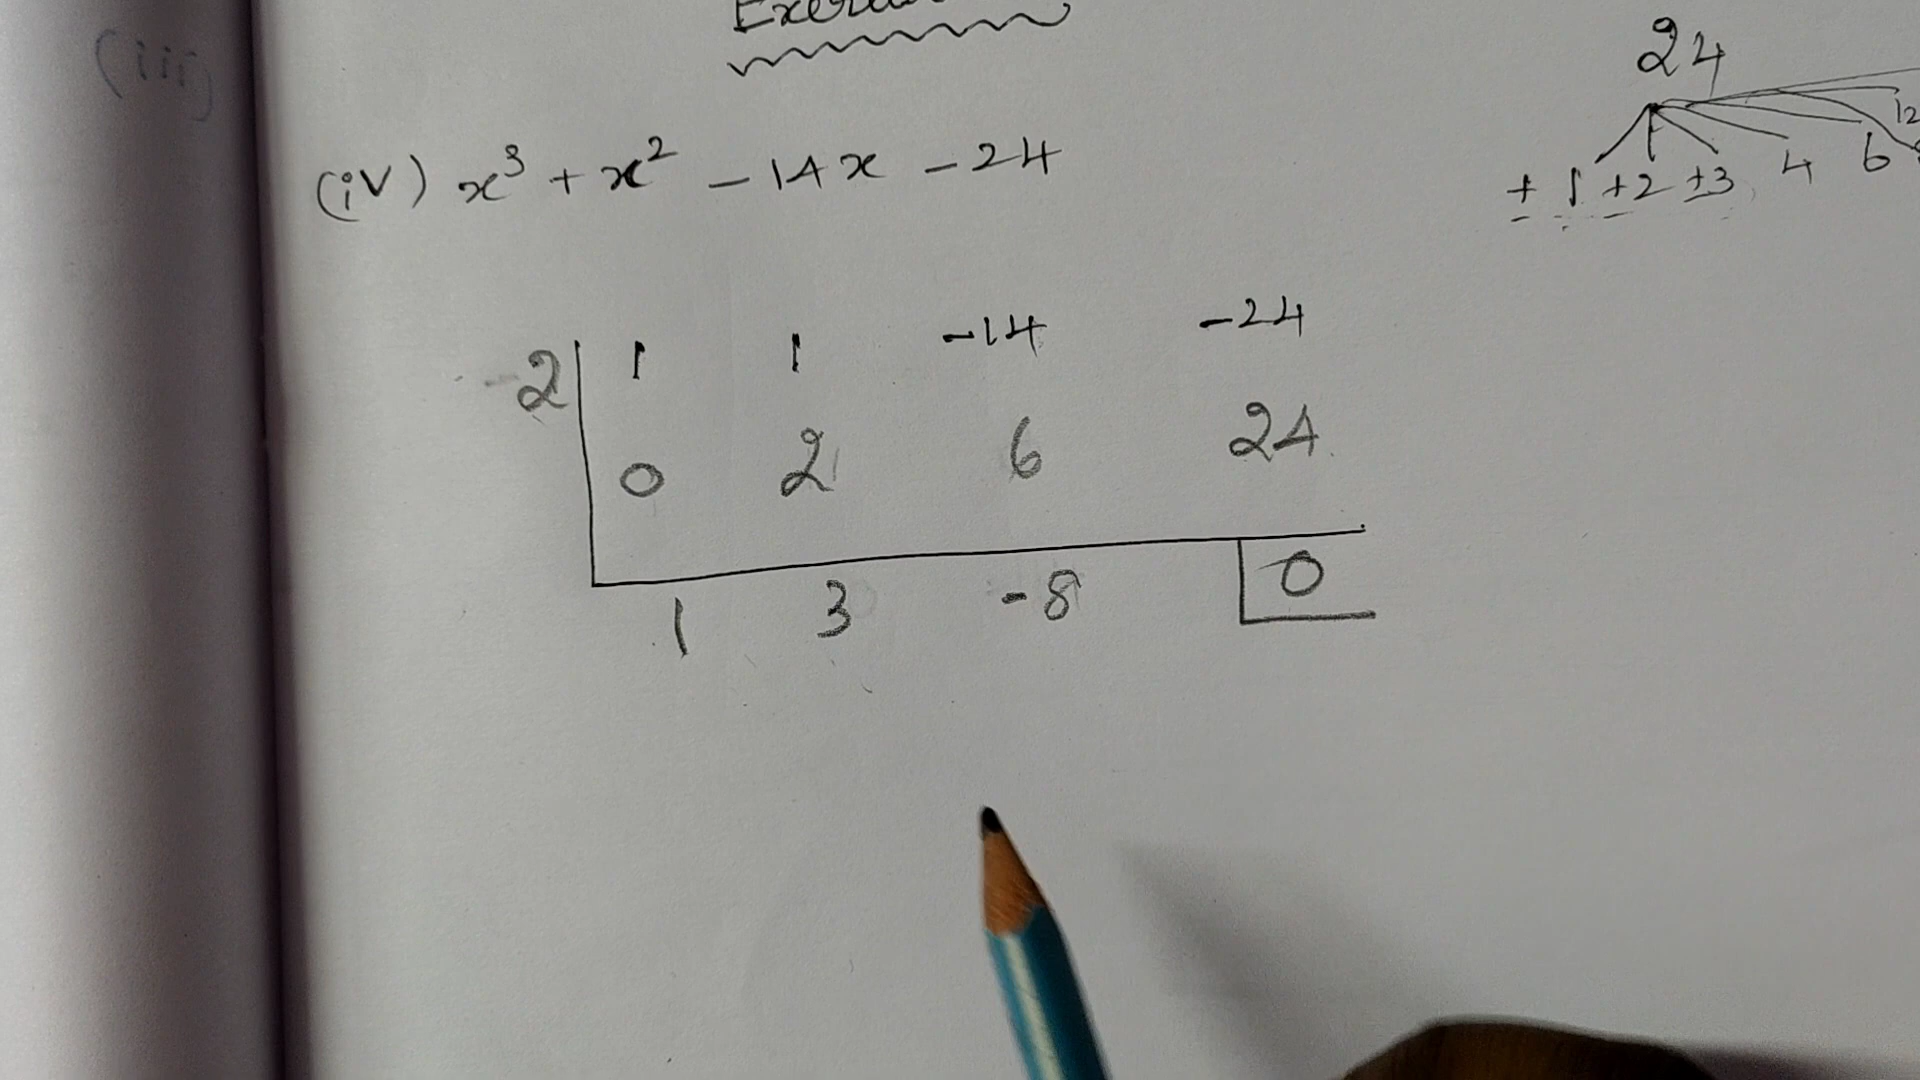 (iii)
24
(iv) x³ + x² - 14x - 24
± 1 ±2 ±3 4 6 12
1 1 -14 -24
-2
0 2 6 24
1 3 -8 0